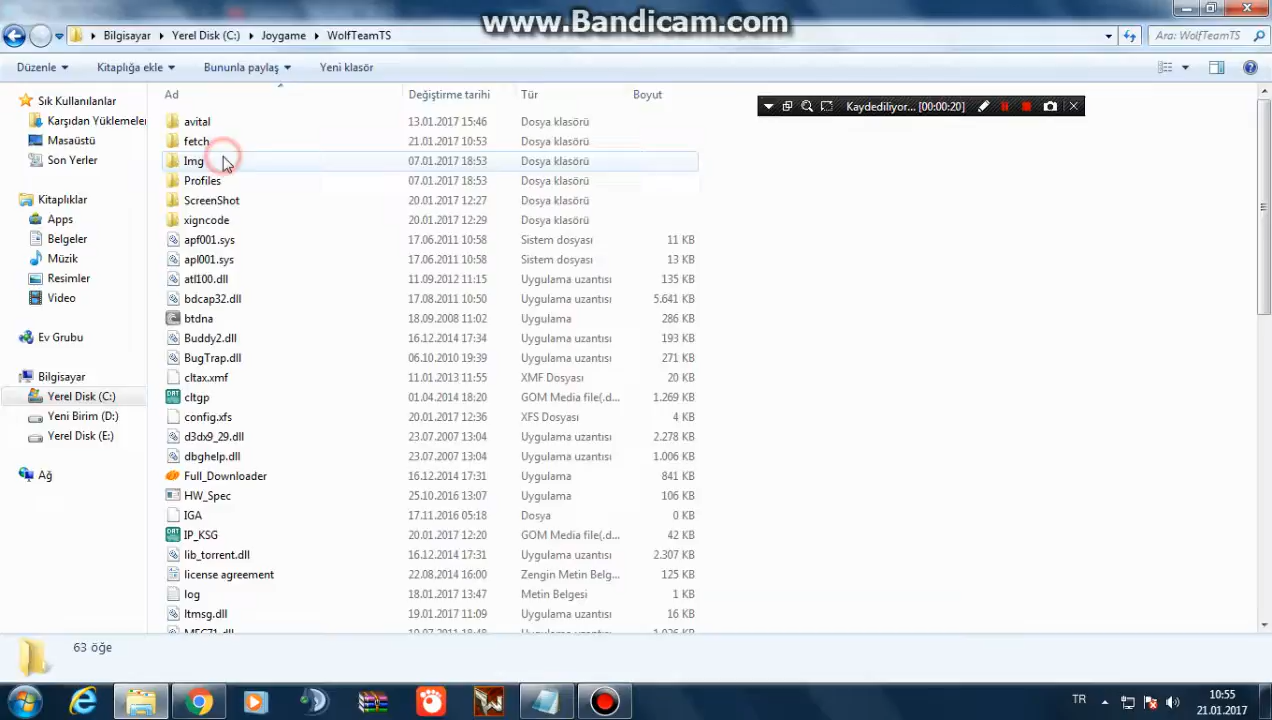 www.Bandicam.com
Bilgisayar Yerel Disk (C:) Joygame WolfTeamTS
Ara: WolfTeamTS
Düzenle Kitaplığa ekle Bununla paylaş Yeni klasör
Ad Değiştirme tarihi Tür Boyut
Kaydediliyor... [00:00:20]
Sık Kullanılanlar
Karşıdan Yüklemeler
Masaüstü
Son Yerler
Kitaplıklar
Apps
Belgeler
Müzik
Resimler
Video
Ev Grubu
Bilgisayar
Yerel Disk (C:)
Yeni Birim (D:)
Yerel Disk (E:)
Ağ
avital 13.01.2017 15:46 Dosya klasörü
fetch 21.01.2017 10:53 Dosya klasörü
Img 07.01.2017 18:53 Dosya klasörü
Profiles 07.01.2017 18:53 Dosya klasörü
ScreenShot 20.01.2017 12:27 Dosya klasörü
xigncode 20.01.2017 12:29 Dosya klasörü
apf001.sys 17.06.2011 10:58 Sistem dosyası 11 KB
apl001.sys 17.06.2011 10:58 Sistem dosyası 13 KB
atl100.dll 11.09.2012 11:15 Uygulama uzantısı 135 KB
bdcap32.dll 17.08.2011 10:50 Uygulama uzantısı 5.641 KB
btdna 18.09.2008 11:02 Uygulama 286 KB
Buddy2.dll 16.12.2014 17:34 Uygulama uzantısı 193 KB
BugTrap.dll 06.10.2010 19:39 Uygulama uzantısı 271 KB
cltax.xmf 11.01.2013 11:55 XMF Dosyası 20 KB
cltgp 01.04.2014 18:20 GOM Media file(.d... 1.269 KB
config.xfs 20.01.2017 12:36 XFS Dosyası 4 KB
d3dx9_29.dll 23.07.2007 13:04 Uygulama uzantısı 2.278 KB
dbghelp.dll 23.07.2007 13:04 Uygulama uzantısı 1.006 KB
Full_Downloader 16.12.2014 17:31 Uygulama 841 KB
HW_Spec 25.10.2016 13:07 Uygulama 106 KB
IGA 17.11.2016 05:18 Dosya 0 KB
IP_KSG 20.01.2017 12:20 GOM Media file(.d... 42 KB
lib_torrent.dll 16.12.2014 17:31 Uygulama uzantısı 2.307 KB
license agreement 22.08.2014 16:00 Zengin Metin Belg... 125 KB
log 18.01.2017 13:47 Metin Belgesi 1 KB
ltmsg.dll 19.01.2017 11:09 Uygulama uzantısı 16 KB
MFC71.dll
63 öğe
TR
10:55
21.01.2017